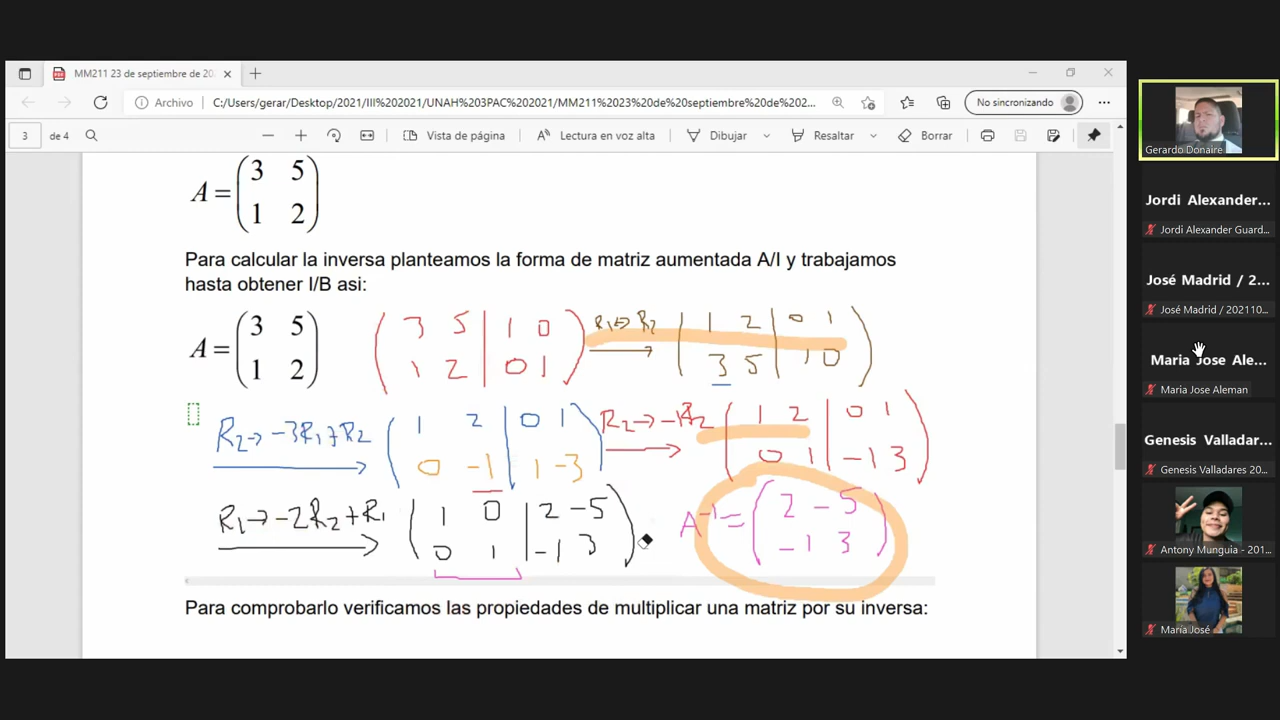 MM211 23 de septiembre de 20
Archivo
C:/Users/gerar/Desktop/2021/III%202021/UNAH%203PAC%202021/MM211%2023%20de%20septiembre%20de%202...
No sincronizando
3 de 4
Vista de página
Lectura en voz alta
Dibujar
Resaltar
Borrar
A = (3 5
1 2)
Para calcular la inversa planteamos la forma de matriz aumentada A/I y trabajamos
hasta obtener I/B asi:
A = (3 5
1 2)
(3 5 | 1 0
1 2 | 0 1)
R1↔R2
(1 2 | 0 1
3 5 | 1 0)
R2→-3R1+R2
(1 2 | 0 1
0 -1 | 1 -3)
R2→-1R2
(1 2 | 0 1
0 1 | -1 3)
R1→-2R2+R1
(1 0 | 2 -5
0 1 | -1 3)
A⁻¹ = (2 -5
-1 3)
Para comprobarlo verificamos las propiedades de multiplicar una matriz por su inversa:
Gerardo Donaire
Jordi Alexander...
Jordi Alexander Guard...
José Madrid / 2...
José Madrid / 202110...
Maria Jose Ale...
Maria Jose Aleman
Genesis Valladar...
Genesis Valladares 20...
Antony Munguia - 201...
María José